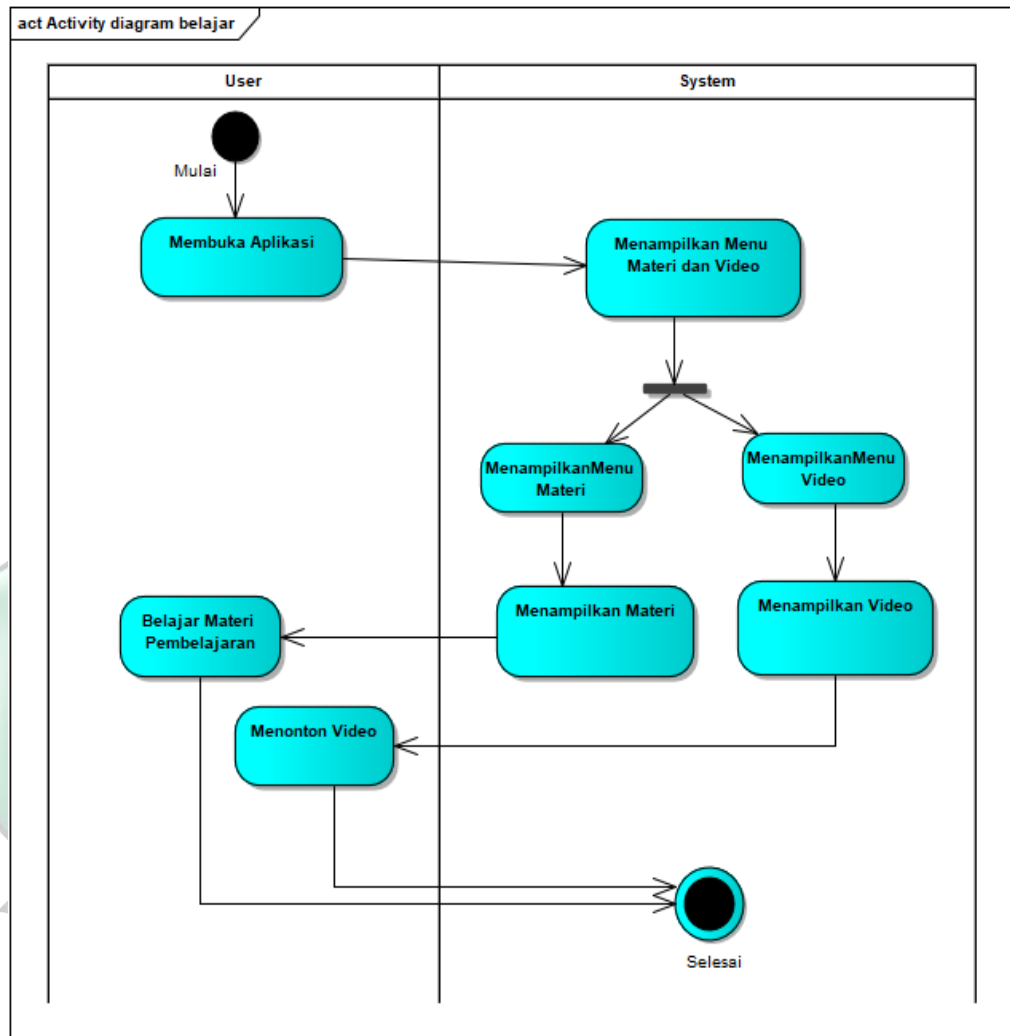 act Activity diagram belajar
User
System
Mulai
Membuka Aplikasi
Menampilkan Menu
Materi dan Video
MenampilkanMenu
Materi
MenampilkanMenu
Video
Belajar Materi
Pembelajaran
Menampilkan Materi
Menampilkan Video
Menonton Video
Selesai